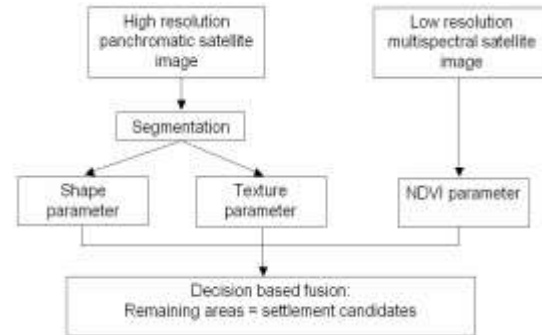 High resolution
panchromatic satellite
image
Low resolution
multispectral satellite
image
Segmentation
Shape
parameter
Texture
parameter
NDVI parameter
Decision based fusion:
Remaining areas = settlement candidates